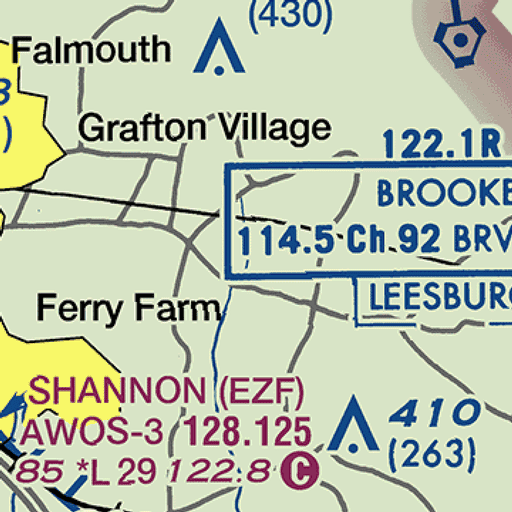 (430)
Falmouth
)
Grafton Village
122.1R
BROOKE
114.5 Ch 92 BRV
LEESBURG
Ferry Farm
SHANNON (EZF)
AWOS-3 128.125
85 *L 29 122.8 C
410
(263)